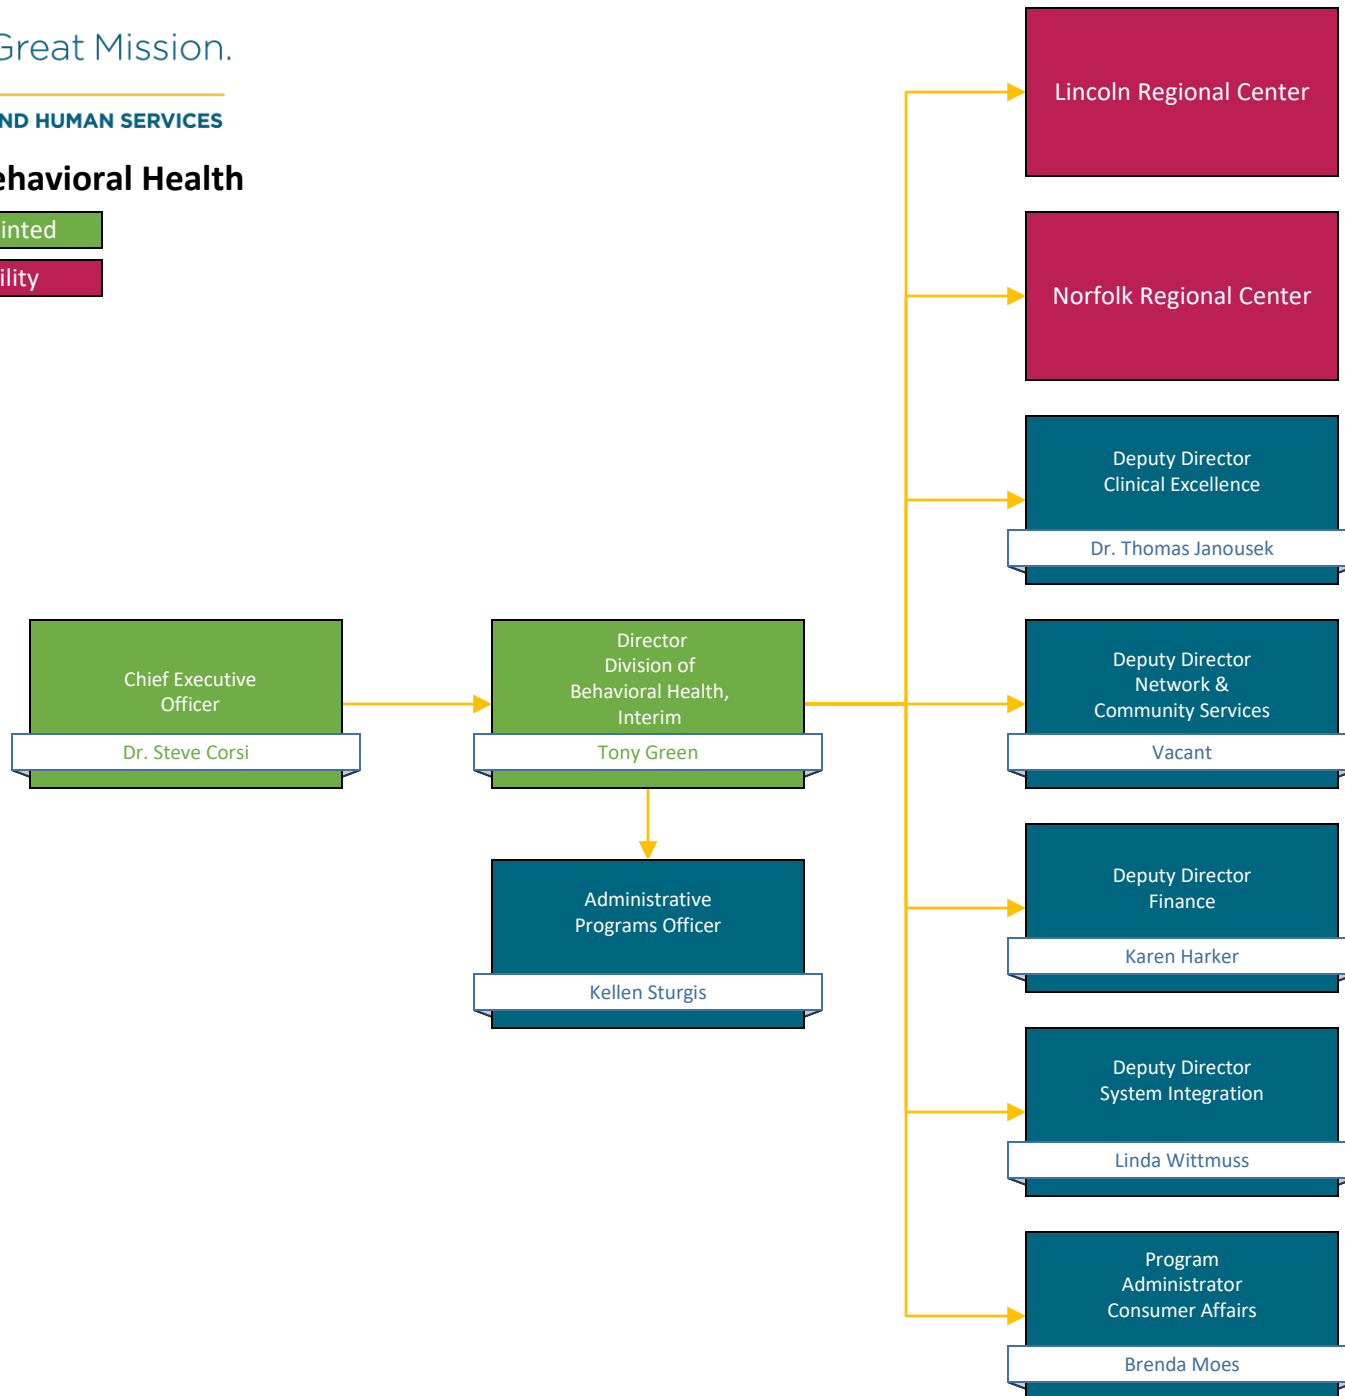 Great Mission.
ND HUMAN SERVICES
ehavioral Health
inted
ility
Lincoln Regional Center
Norfolk Regional Center
Deputy Director
Clinical Excellence
Dr. Thomas Janousek
Chief Executive
Officer
Dr. Steve Corsi
Director
Division of
Behavioral Health,
Interim
Tony Green
Deputy Director
Network &
Community Services
Vacant
Administrative
Programs Officer
Kellen Sturgis
Deputy Director
Finance
Karen Harker
Deputy Director
System Integration
Linda Wittmuss
Program
Administrator
Consumer Affairs
Brenda Moes